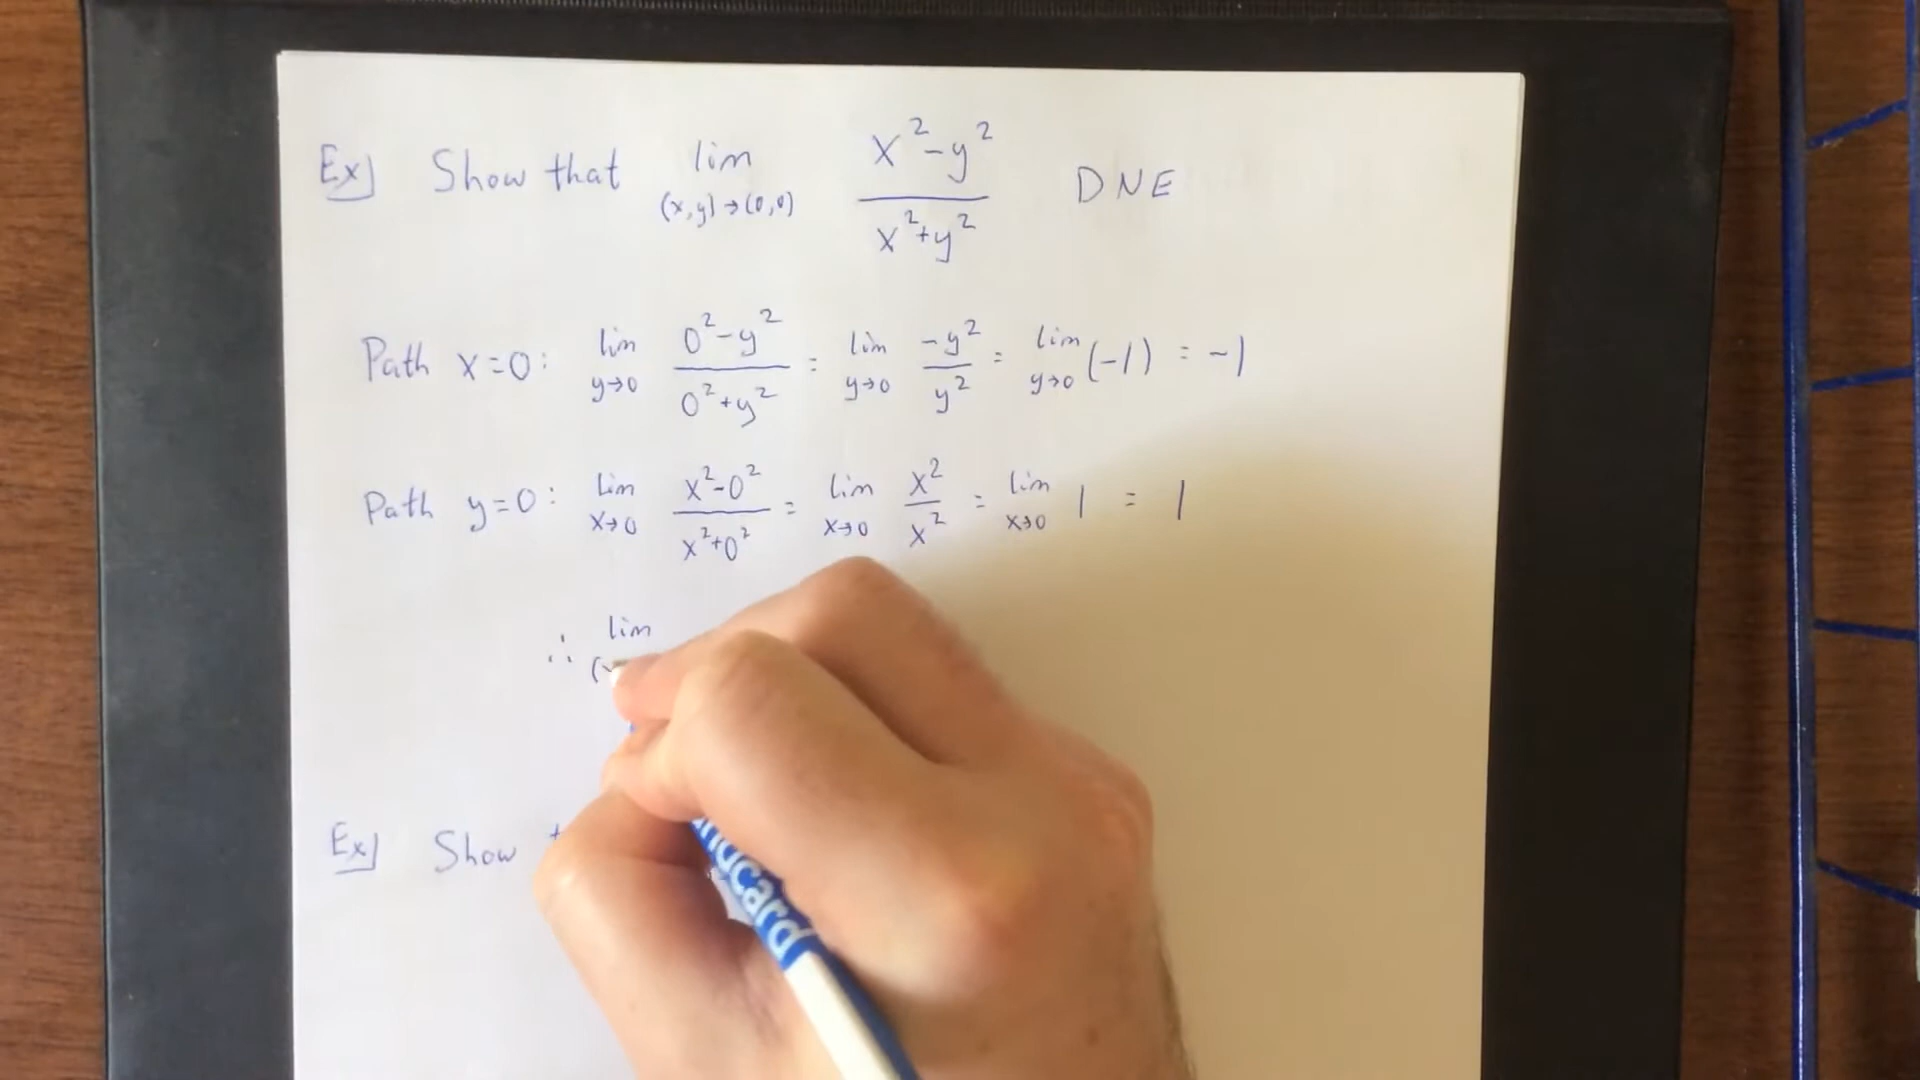 Ex] Show that lim (x,y)→(0,0) x²-y² / x²+y² DNE
Path x=0: lim y→0 0²-y² / 0²+y² = lim y→0 -y² / y² = lim y→0 (-1) = -1
Path y=0: lim x→0 x²-0² / x²+0² = lim x→0 x² / x² = lim x→0 1 = 1
∴ lim (
Ex] Show